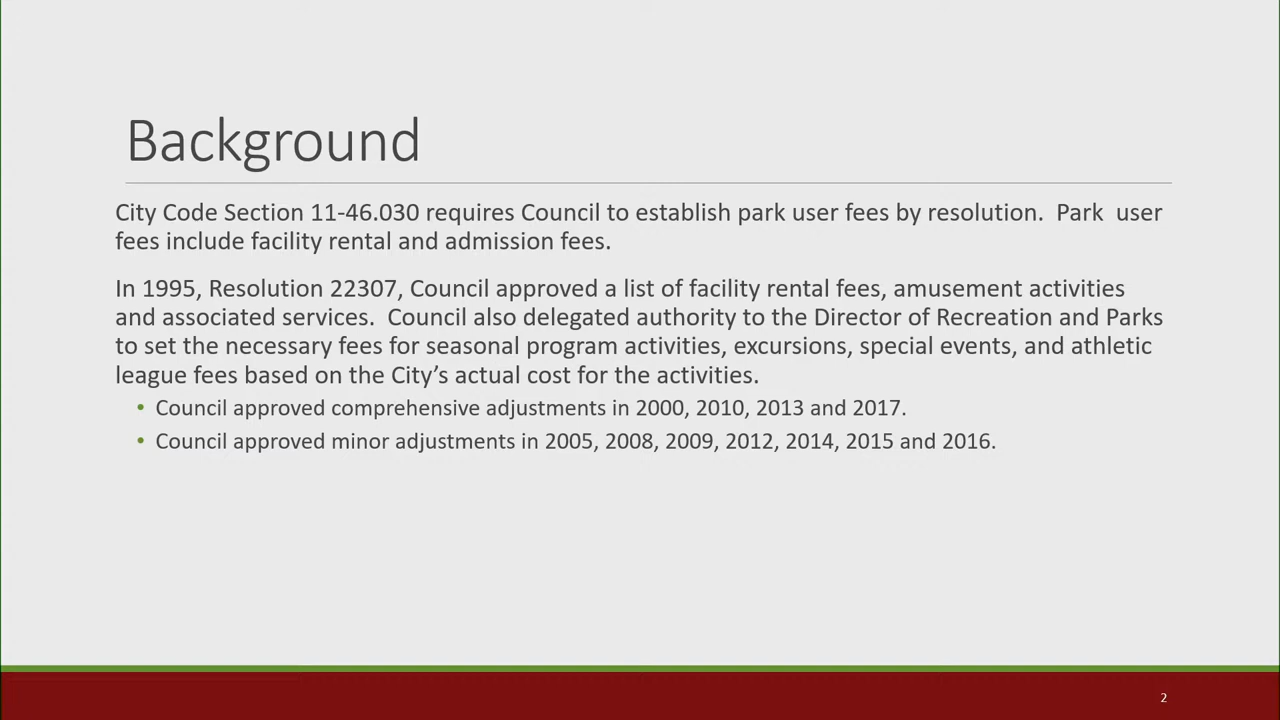 Background
City Code Section 11-46.030 requires Council to establish park user fees by resolution.  Park  user
fees include facility rental and admission fees.
In 1995, Resolution 22307, Council approved a list of facility rental fees, amusement activities
and associated services.  Council also delegated authority to the Director of Recreation and Parks
to set the necessary fees for seasonal program activities, excursions, special events, and athletic
league fees based on the City’s actual cost for the activities.
• Council approved comprehensive adjustments in 2000, 2010, 2013 and 2017.
• Council approved minor adjustments in 2005, 2008, 2009, 2012, 2014, 2015 and 2016.
2